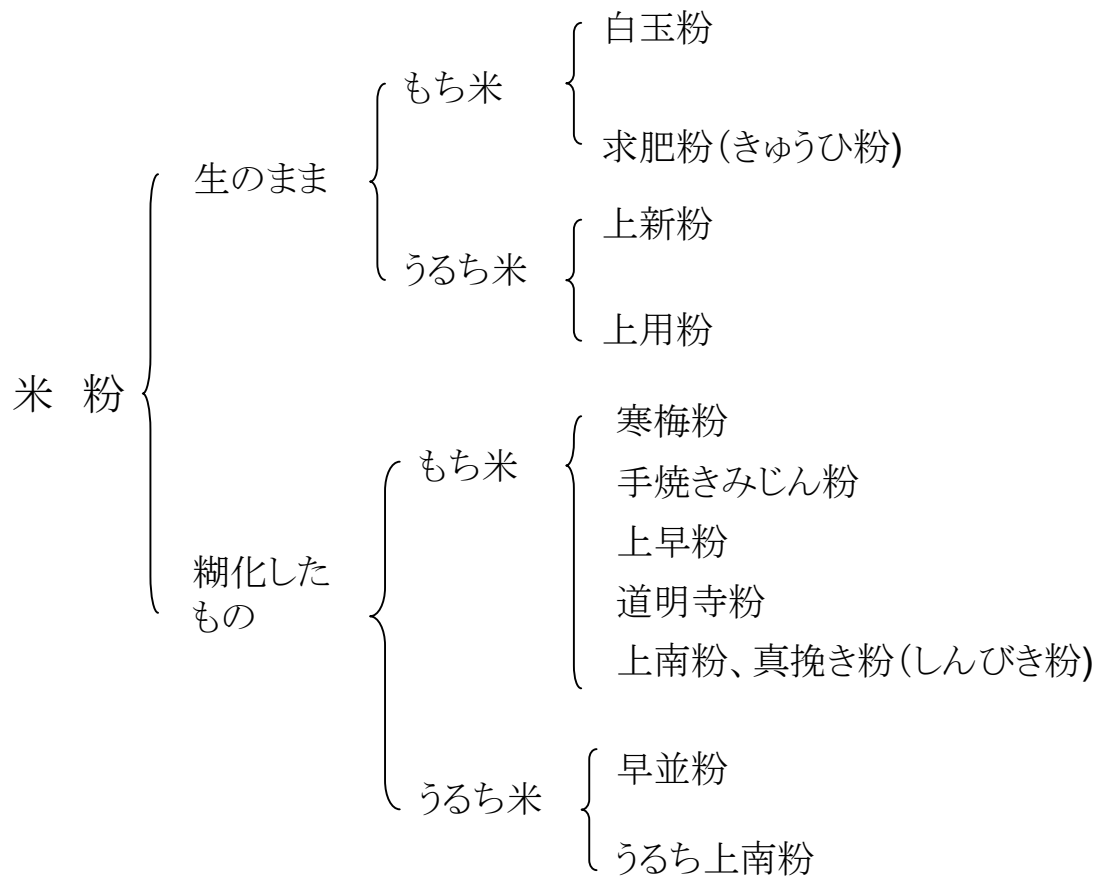 米 粉
生のまま
もち米
白玉粉
求肥粉(きゅうひ粉)
うるち米
上新粉
上用粉
糊化した
もの
もち米
寒梅粉
手焼きみじん粉
上早粉
道明寺粉
上南粉、真挽き粉(しんびき粉)
うるち米
早並粉
うるち上南粉